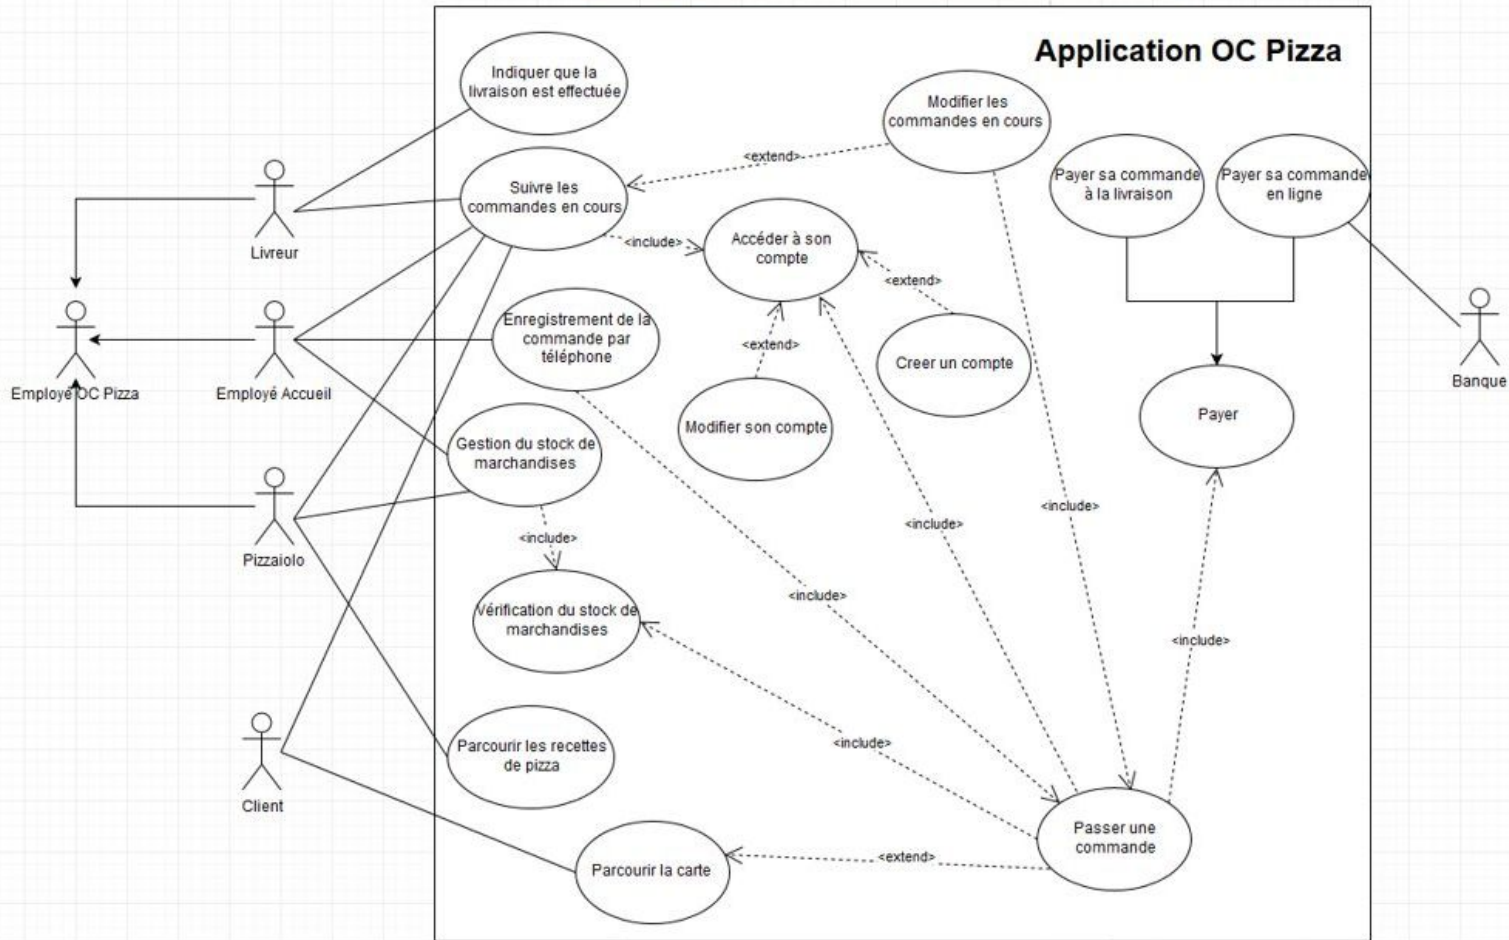 Application OC Pizza
Indiquer que la
livraison est effectuée
Modifier les
commandes en cours
<extend>
Payer sa commande
à la livraison
Payer sa commande
en ligne
Suivre les
commandes en cours
Livreur
<include>
Accéder à son
compte
<extend>
Enregistrement de la
commande par
téléphone
<extend>
Creer un compte
Employé OC Pizza
Employé Accueil
Banque
Modifier son compte
Payer
Gestion du stock de
marchandises
<include>
<include>
<include>
Pizzaiolo
<include>
Vérification du stock de
marchandises
<include>
<include>
Parcourir les recettes
de pizza
Client
Passer une
commande
<extend>
Parcourir la carte